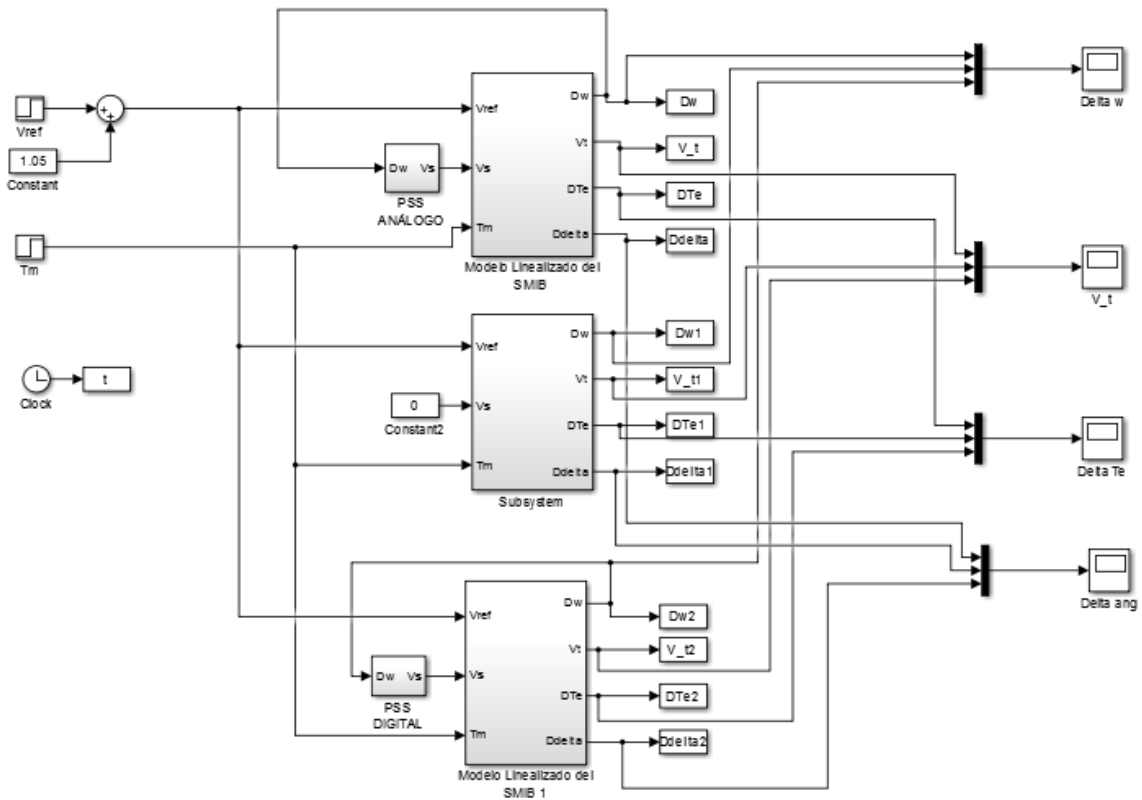 Vref
1.05
Constant
Tm
Clock
t
Dw Vs
PSS
ANÁLOGO
Vref
Vs
Tm
Dw
Vt
DTe
Ddelta
Modelo Linealizado del
SMIB
Dw
V_t
DTe
Ddelta
0
Constant2
Vref
Vs
Tm
Dw
Vt
DTe
Ddelta
Subsystem
Dw1
V_t1
DTe1
Ddelta1
Dw Vs
PSS
DIGITAL
Vref
Vs
Tm
Dw
Vt
DTe
Ddelta
Modelo Linealizado del
SMIB 1
Dw2
V_t2
DTe2
Ddelta2
Delta w
V_t
Delta Te
Delta ang